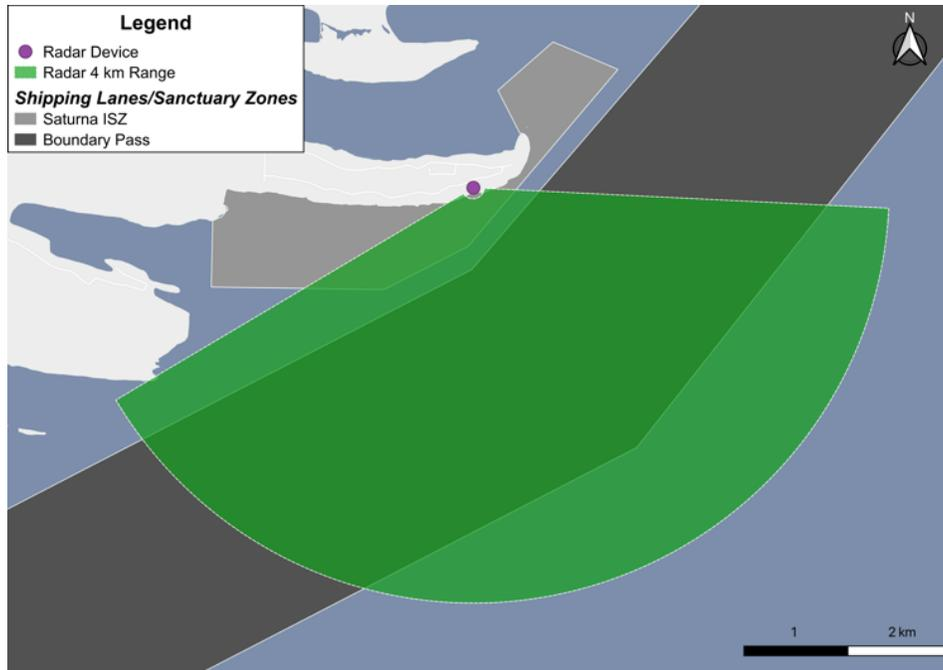 Legend
Radar Device
Radar 4 km Range
Shipping Lanes/Sanctuary Zones
Saturna ISZ
Boundary Pass
N
1 2 km